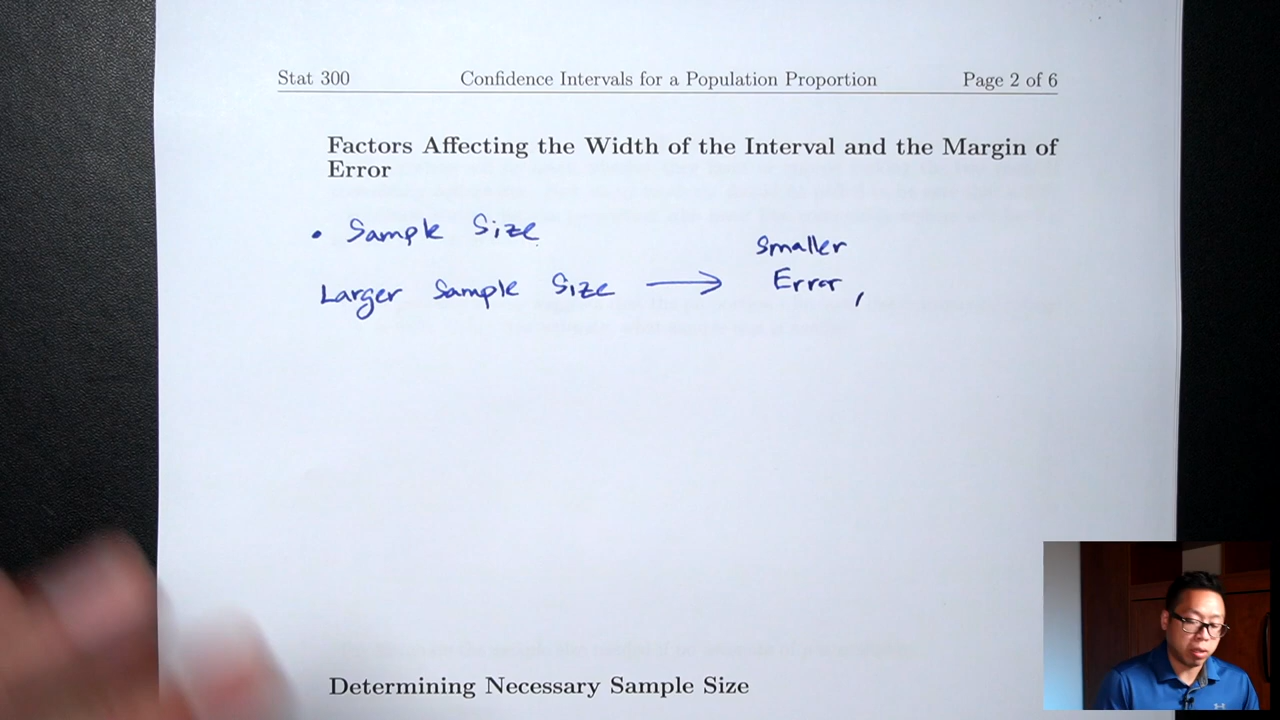 Stat 300 Confidence Intervals for a Population Proportion Page 2 of 6
Factors Affecting the Width of the Interval and the Margin of
Error
• Sample Size
Smaller
Larger Sample Size → Error,
Determining Necessary Sample Size